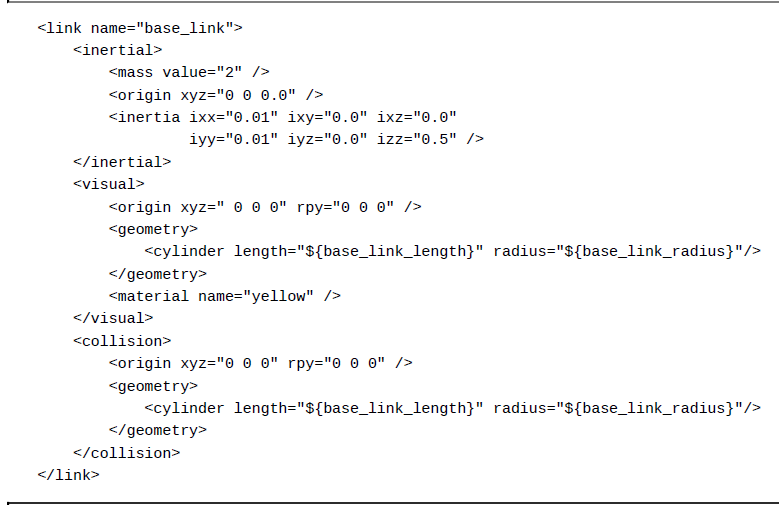 <link name="base_link">
    <inertial>
        <mass value="2" />
        <origin xyz="0 0 0.0" />
        <inertia ixx="0.01" ixy="0.0" ixz="0.0"
                 iyy="0.01" iyz="0.0" izz="0.5" />
    </inertial>
    <visual>
        <origin xyz=" 0 0 0" rpy="0 0 0" />
        <geometry>
            <cylinder length="${base_link_length}" radius="${base_link_radius}"/>
        </geometry>
        <material name="yellow" />
    </visual>
    <collision>
        <origin xyz="0 0 0" rpy="0 0 0" />
        <geometry>
            <cylinder length="${base_link_length}" radius="${base_link_radius}"/>
        </geometry>
    </collision>
</link>